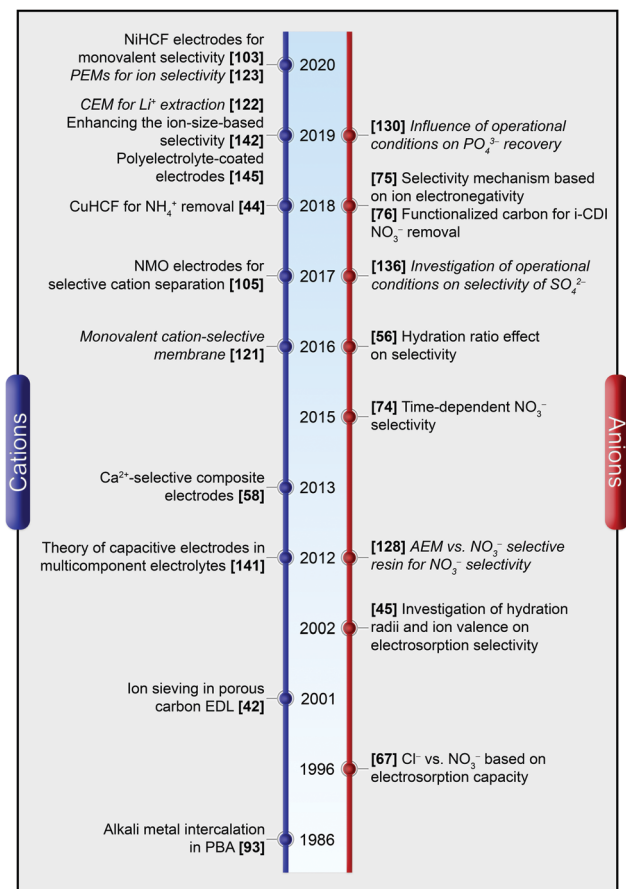 NiHCF electrodes for
monovalent selectivity [103]
PEMs for ion selectivity [123]
2020
CEM for Li⁺ extraction [122]
Enhancing the ion-size-based
selectivity [142]
Polyelectrolyte-coated
electrodes [145]
2019
[130] Influence of operational
conditions on PO₄³⁻ recovery
CuHCF for NH₄⁺ removal [44]
2018
[75] Selectivity mechanism based
on ion electronegativity
[76] Functionalized carbon for i-CDI
NO₃⁻ removal
NMO electrodes for
selective cation separation [105]
2017
[136] Investigation of operational
conditions on selectivity of SO₄²⁻
Monovalent cation-selective
membrane [121]
2016
[56] Hydration ratio effect
on selectivity
2015
[74] Time-dependent NO₃⁻
selectivity
Cations
Anions
Ca²⁺-selective composite
electrodes [58]
2013
Theory of capacitive electrodes in
multicomponent electrolytes [141]
2012
[128] AEM vs. NO₃⁻ selective
resin for NO₃⁻ selectivity
2002
[45] Investigation of hydration
radii and ion valence on
electrosorption selectivity
Ion sieving in porous
carbon EDL [42]
2001
1996
[67] Cl⁻ vs. NO₃⁻ based on
electrosorption capacity
Alkali metal intercalation
in PBA [93]
1986